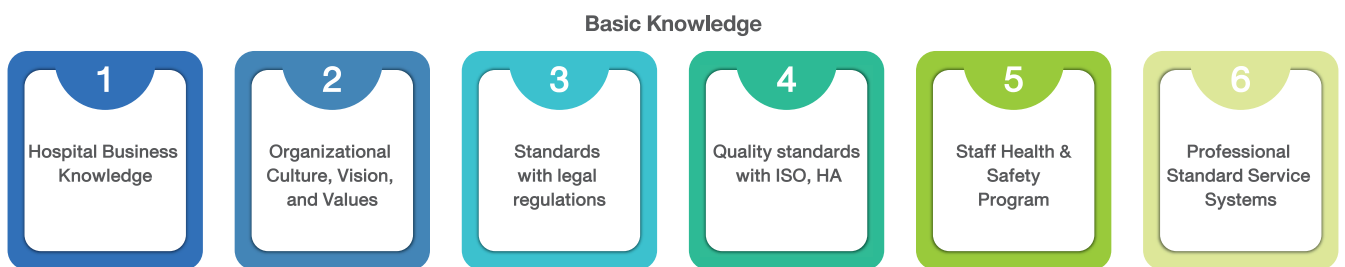 Basic Knowledge
1
Hospital Business
Knowledge
2
Organizational
Culture, Vision,
and Values
3
Standards
with legal
regulations
4
Quality standards
with ISO, HA
5
Staff Health &
Safety
Program
6
Professional
Standard Service
Systems